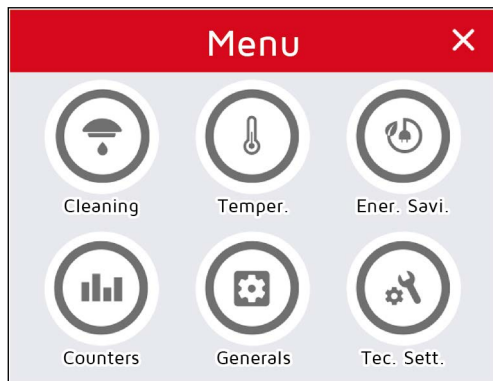 Menu
Cleaning Temper. Ener. Savi.
Counters Generals Tec. Sett.